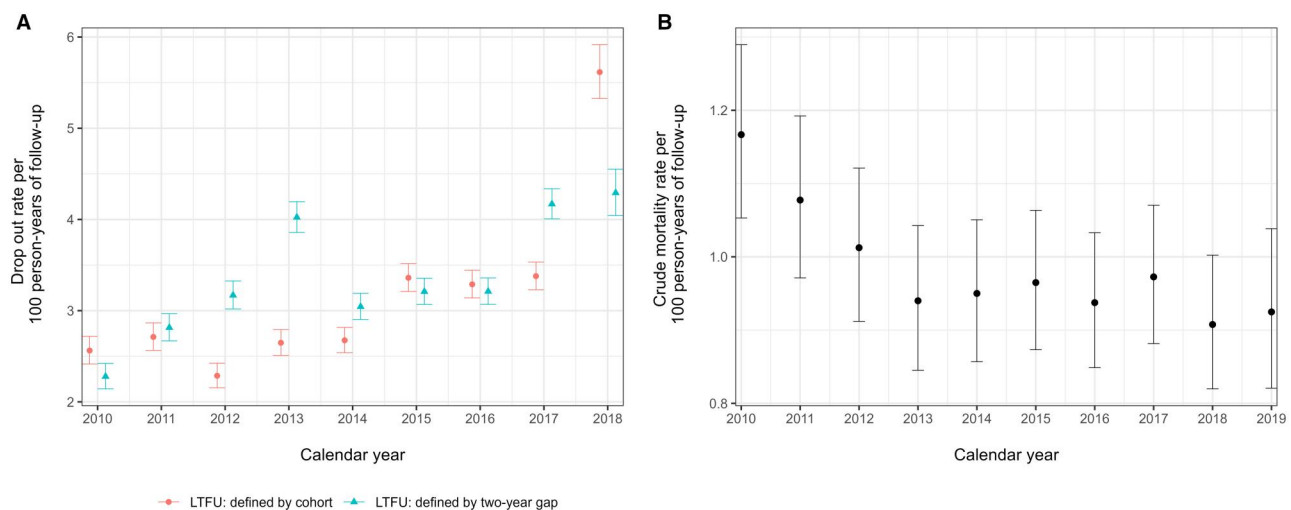 A
Drop out rate per
100 person-years of follow-up
6
5
4
3
2
2010 2011 2012 2013 2014 2015 2016 2017 2018
Calendar year
LTFU: defined by cohort LTFU: defined by two-year gap
B
Crude mortality rate per
100 person-years of follow-up
1.2
1.0
0.8
2010 2011 2012 2013 2014 2015 2016 2017 2018 2019
Calendar year